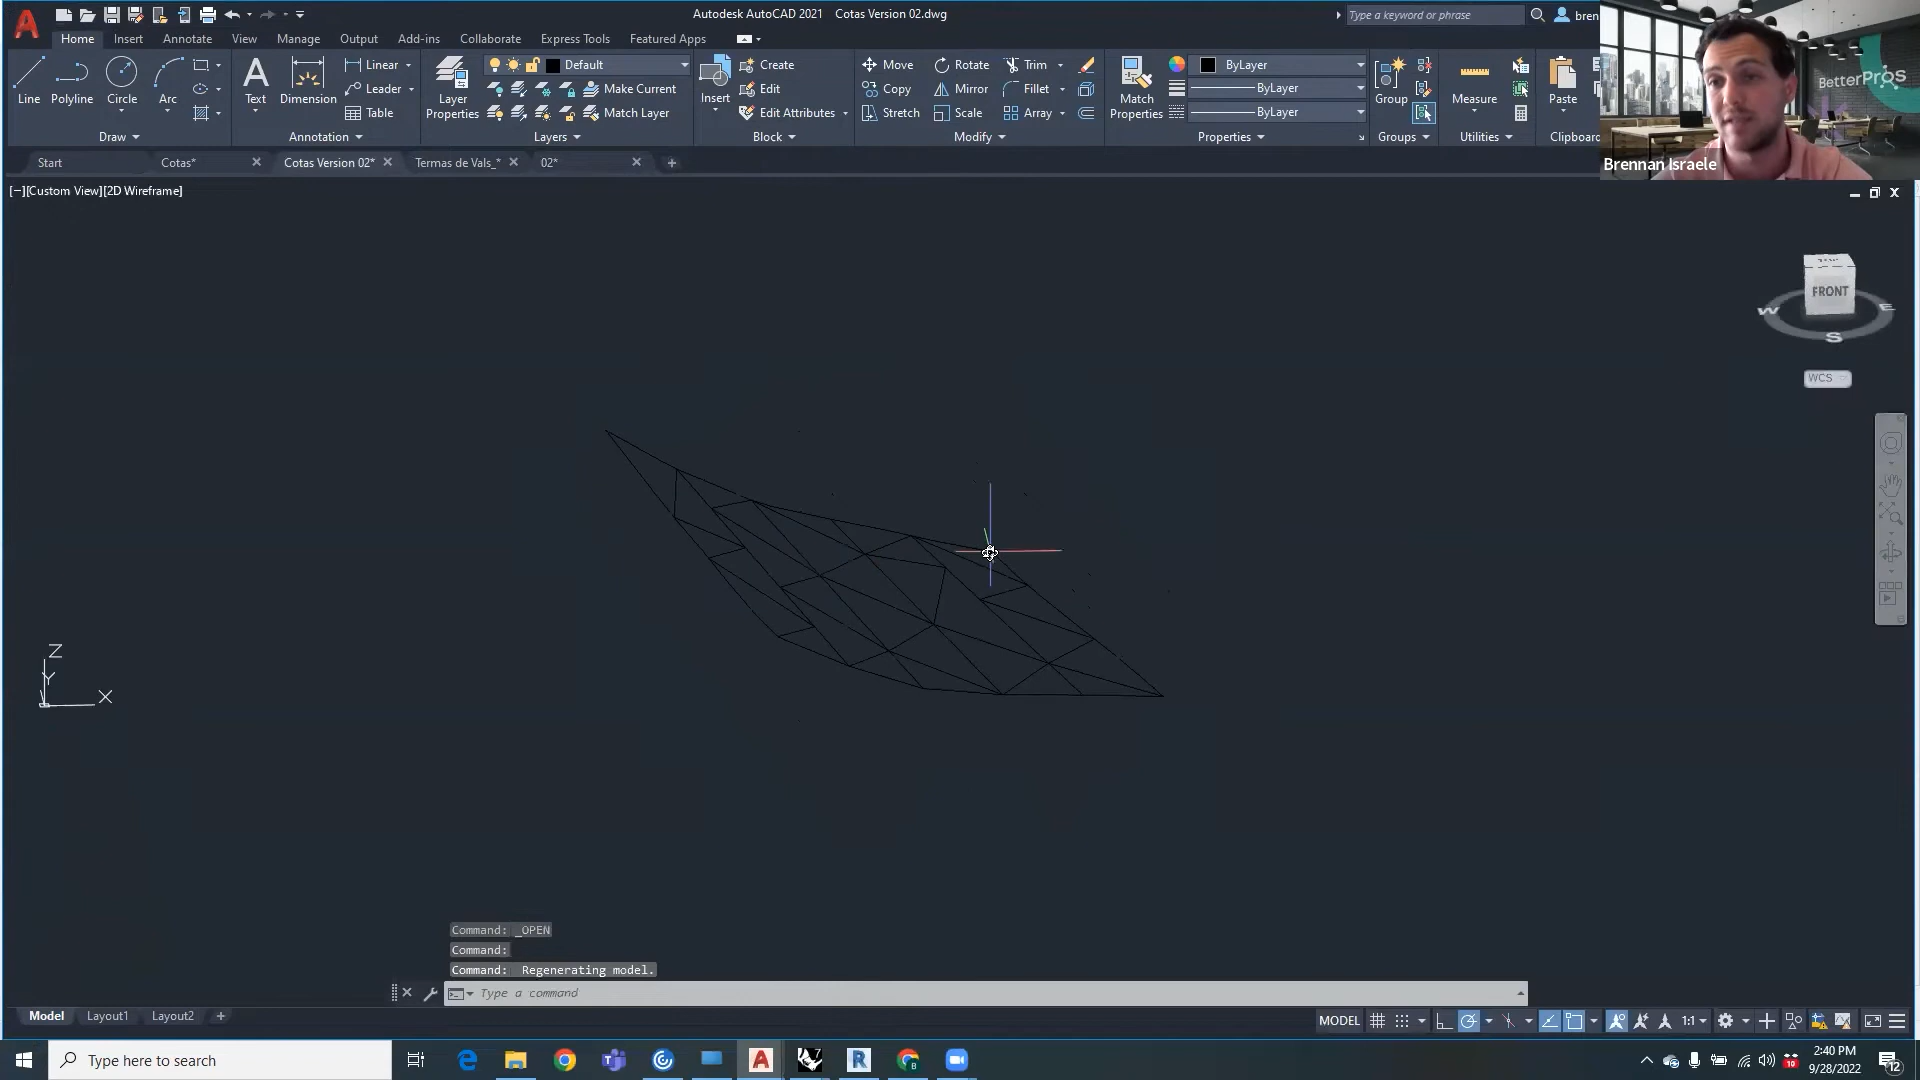 Autodesk AutoCAD 2021 Cotas Version 02.dwg
Type a keyword or phrase
bren
Home Insert Annotate View Manage Output Add-ins Collaborate Express Tools Featured Apps
Line Polyline Circle Arc
Draw
Text Dimension
Linear
Leader
Table
Annotation
Layer Properties
Default
Make Current
Match Layer
Layers
Insert
Create
Edit
Edit Attributes
Block
Move Rotate Trim
Copy Mirror Fillet
Stretch Scale Array
Modify
Match Properties
ByLayer
ByLayer
ByLayer
Properties
Group
Groups
Measure
Utilities
Paste
Clipboard
BetterPros
Brennan Israele
Start Cotas* Cotas Version 02* Termas de Vals_* 02*
[−][Custom View][2D Wireframe]
TOP
FRONT
W E
S
WCS
Z
Y
X
Command: _OPEN
Command:
Command: Regenerating model.
Type a command
Model Layout1 Layout2 +
MODEL 1:1
Type here to search
2:40 PM
9/28/2022
10
12